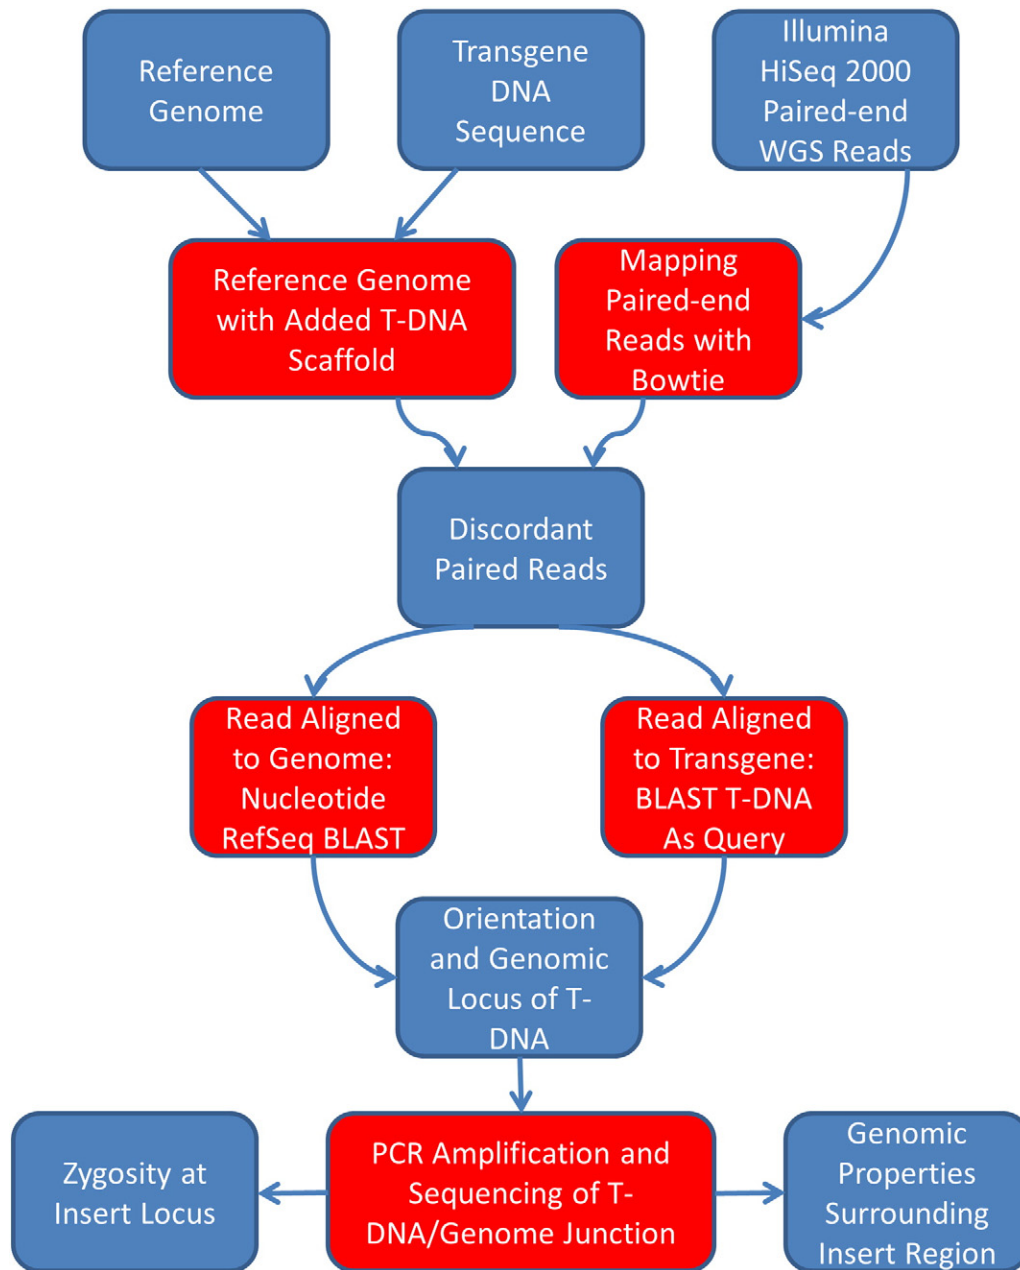 Reference
Genome
Transgene
DNA
Sequence
Illumina
HiSeq 2000
Paired-end
WGS Reads
Reference Genome
with Added T-DNA
Scaffold
Mapping
Paired-end
Reads with
Bowtie
Discordant
Paired Reads
Read Aligned
to Genome:
Nucleotide
RefSeq BLAST
Read Aligned
to Transgene:
BLAST T-DNA
As Query
Orientation
and Genomic
Locus of T-
DNA
Zygosity at
Insert Locus
PCR Amplification and
Sequencing of T-
DNA/Genome Junction
Genomic
Properties
Surrounding
Insert Region